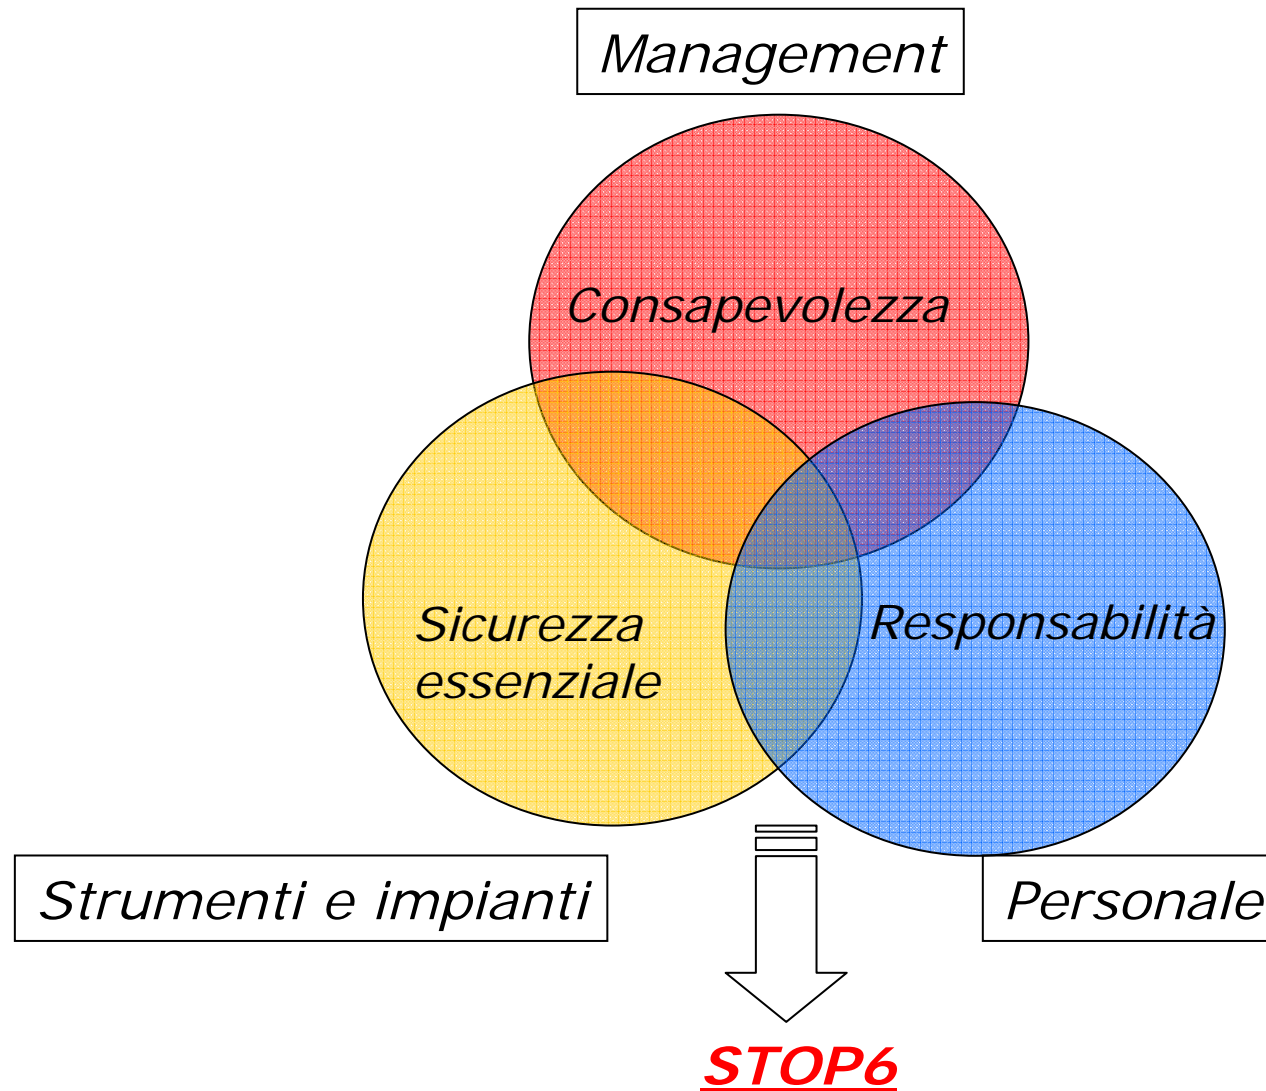 Management
Consapevolezza
Sicurezza
essenziale
Responsabilità
Strumenti e impianti
Personale
STOP6